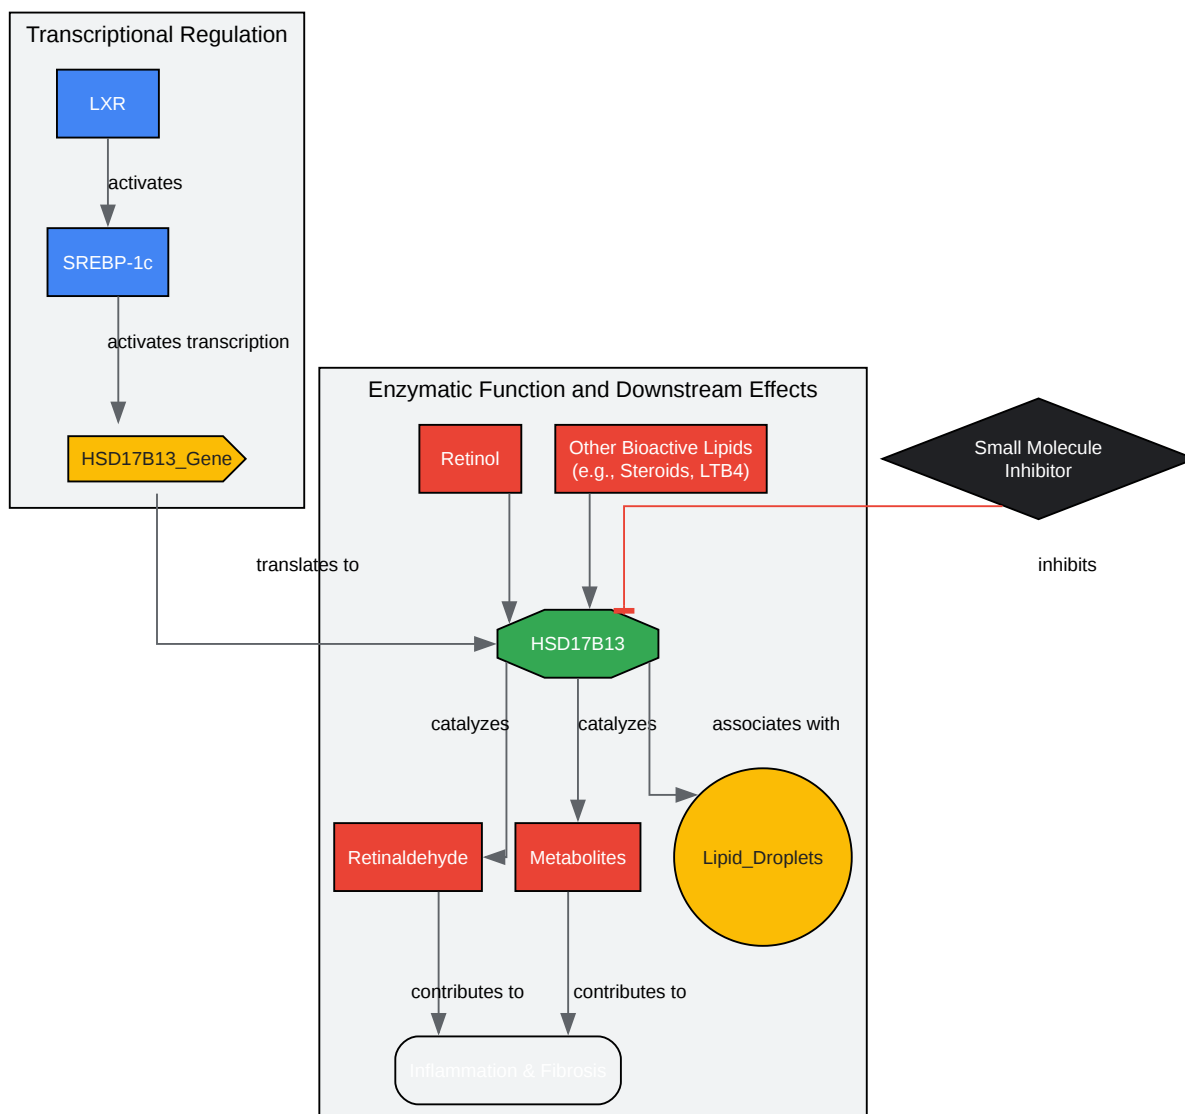 Transcriptional Regulation
LXR
activates
SREBP-1c
activates transcription
HSD17B13_Gene
Enzymatic Function and Downstream Effects
Retinol
Other Bioactive Lipids
(e.g., Steroids, LTB4)
Small Molecule
Inhibitor
translates to
inhibits
HSD17B13
catalyzes
catalyzes
associates with
Retinaldehyde
Metabolites
Lipid_Droplets
contributes to
contributes to
Inflammation & Fibrosis